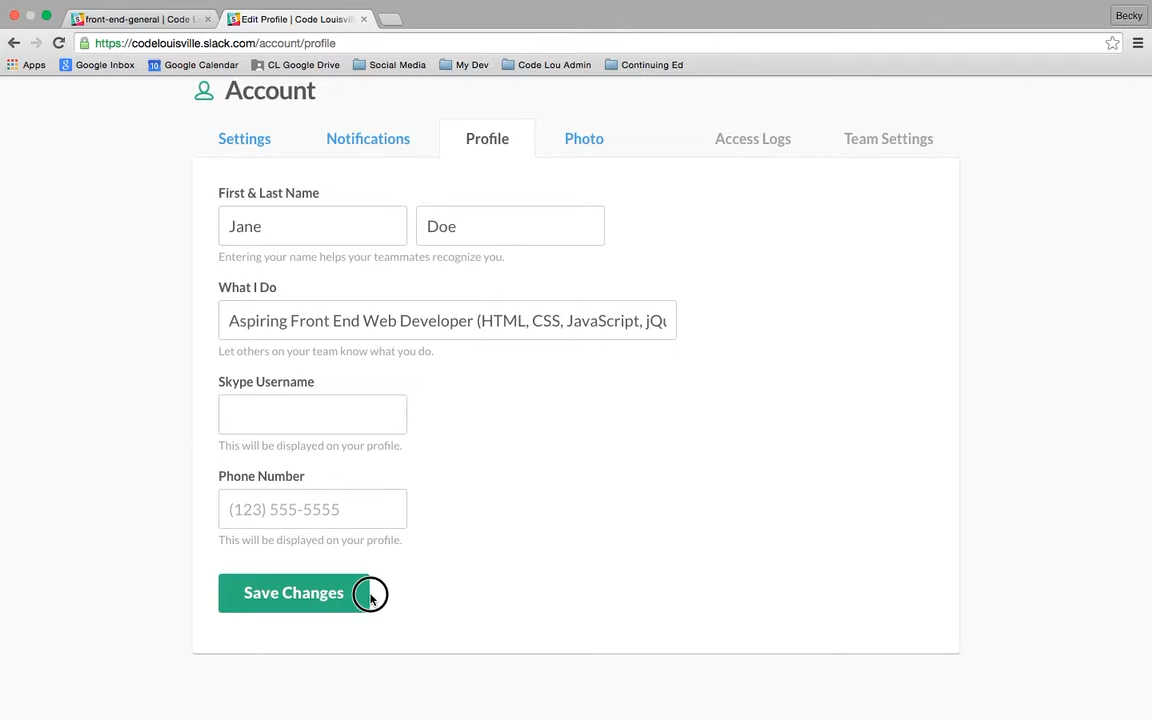 front-end-general | Code L
Edit Profile | Code Louisvill
Becky
https://codelouisville.slack.com/account/profile
Apps Google Inbox Google Calendar CL Google Drive Social Media My Dev Code Lou Admin Continuing Ed
Account
Settings Notifications Profile Photo Access Logs Team Settings
First & Last Name
Jane Doe
Entering your name helps your teammates recognize you.
What I Do
Aspiring Front End Web Developer (HTML, CSS, JavaScript, jQu
Let others on your team know what you do.
Skype Username
This will be displayed on your profile.
Phone Number
(123) 555-5555
This will be displayed on your profile.
Save Changes